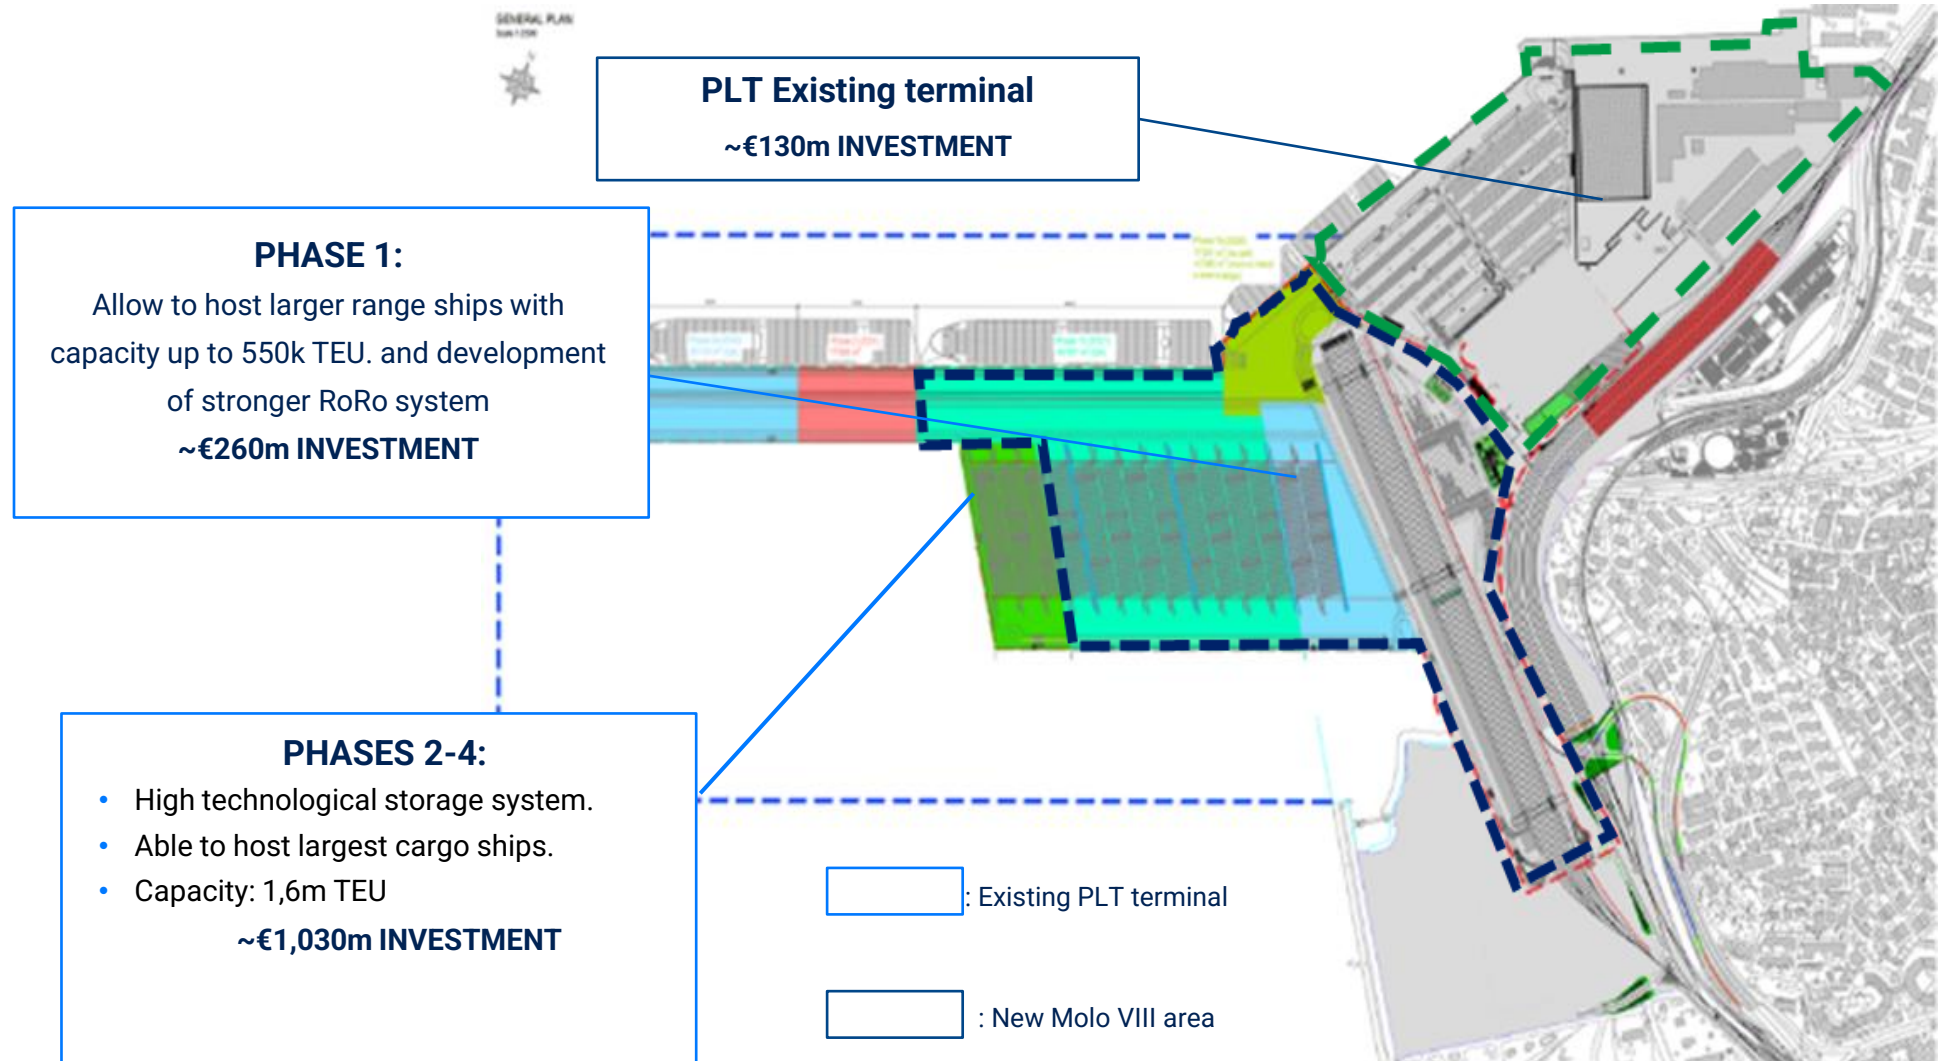 GENERAL PLAN
PLT Existing terminal
~€130m INVESTMENT
PHASE 1:
Allow to host larger range ships with
capacity up to 550k TEU. and development
of stronger RoRo system
~€260m INVESTMENT
PHASES 2-4:
• High technological storage system.
• Able to host largest cargo ships.
• Capacity: 1,6m TEU
~€1,030m INVESTMENT
: Existing PLT terminal
: New Molo VIII area